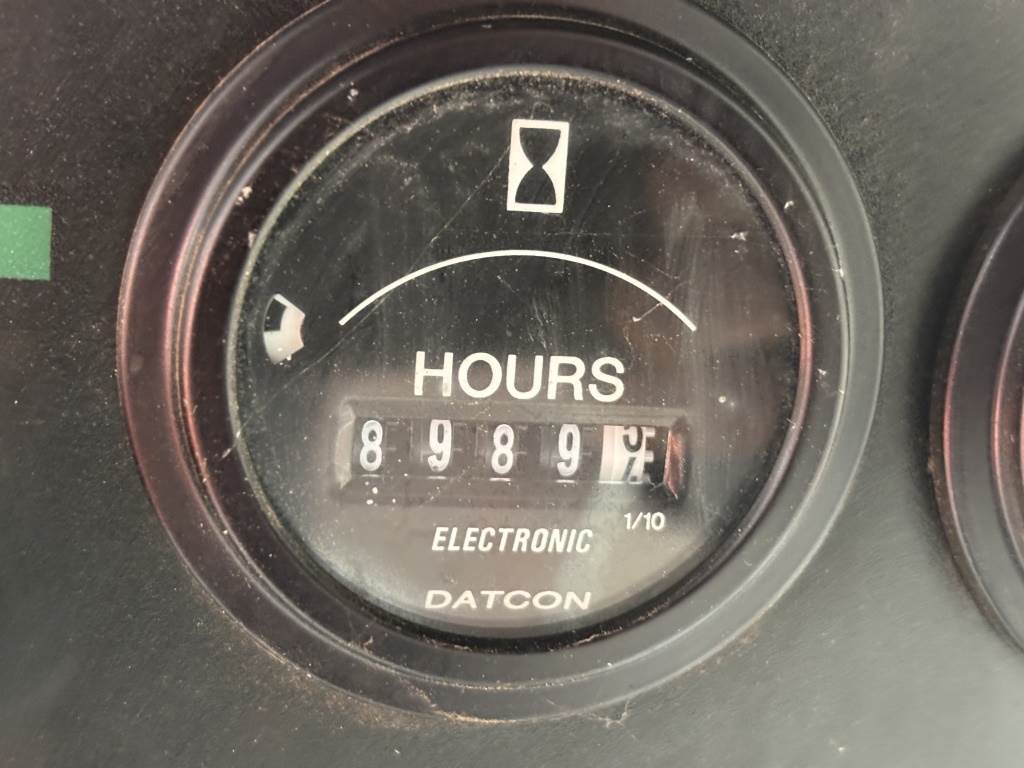 HOURS
8989
1/10
ELECTRONIC
DATCON